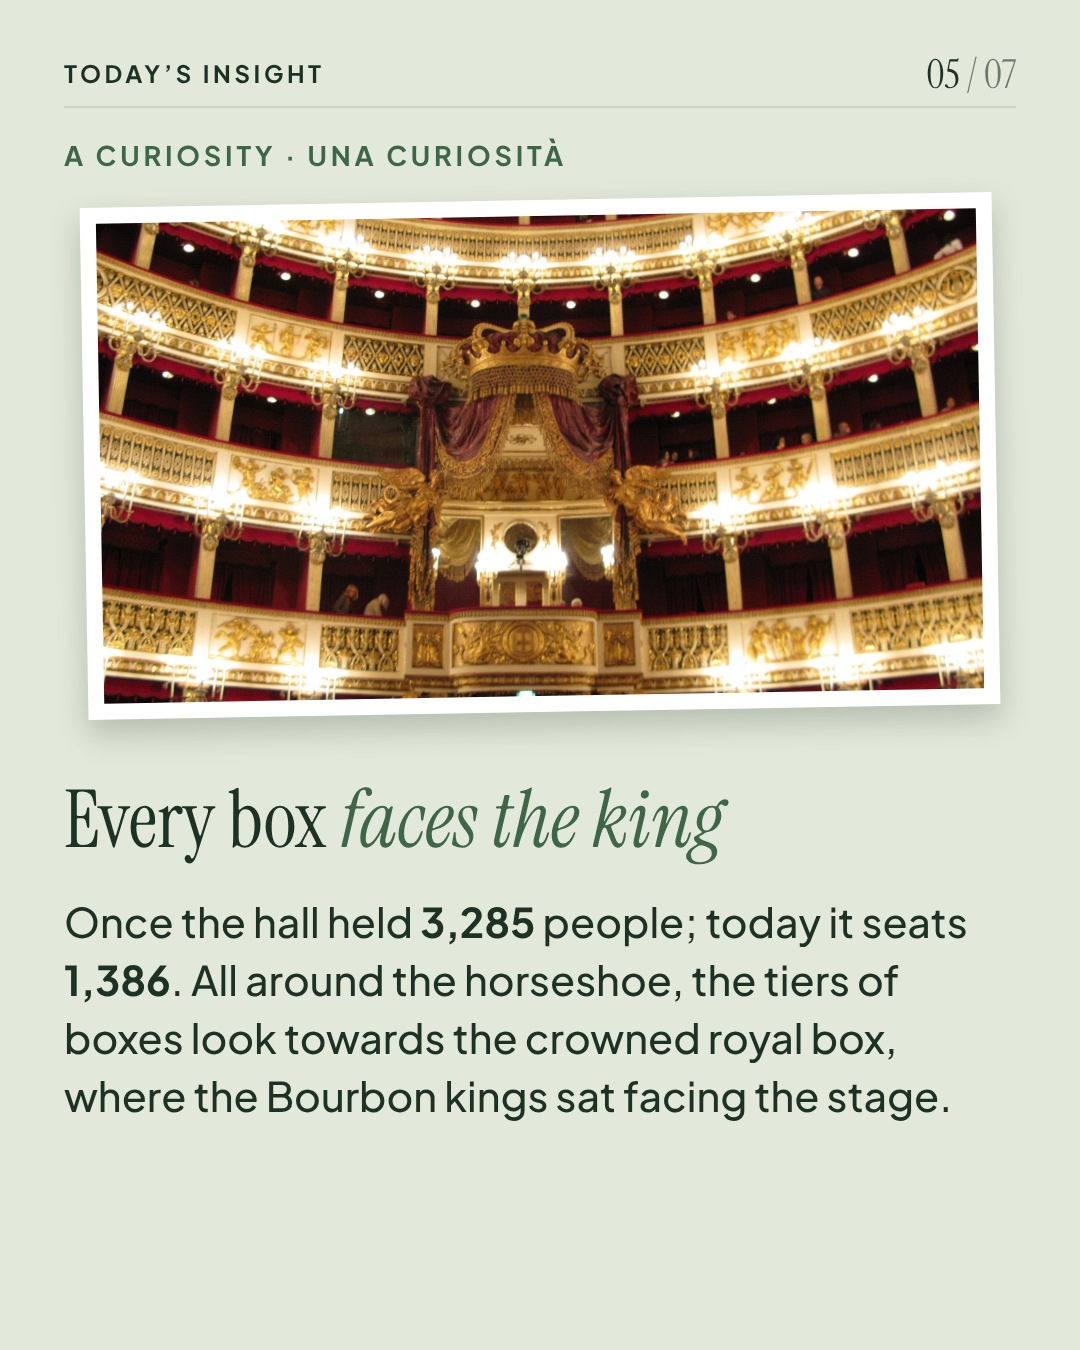 TODAY’S INSIGHT
05 / 07
A CURIOSITY · UNA CURIOSITÀ
Every box faces the king
Once the hall held 3,285 people; today it seats
1,386. All around the horseshoe, the tiers of
boxes look towards the crowned royal box,
where the Bourbon kings sat facing the stage.